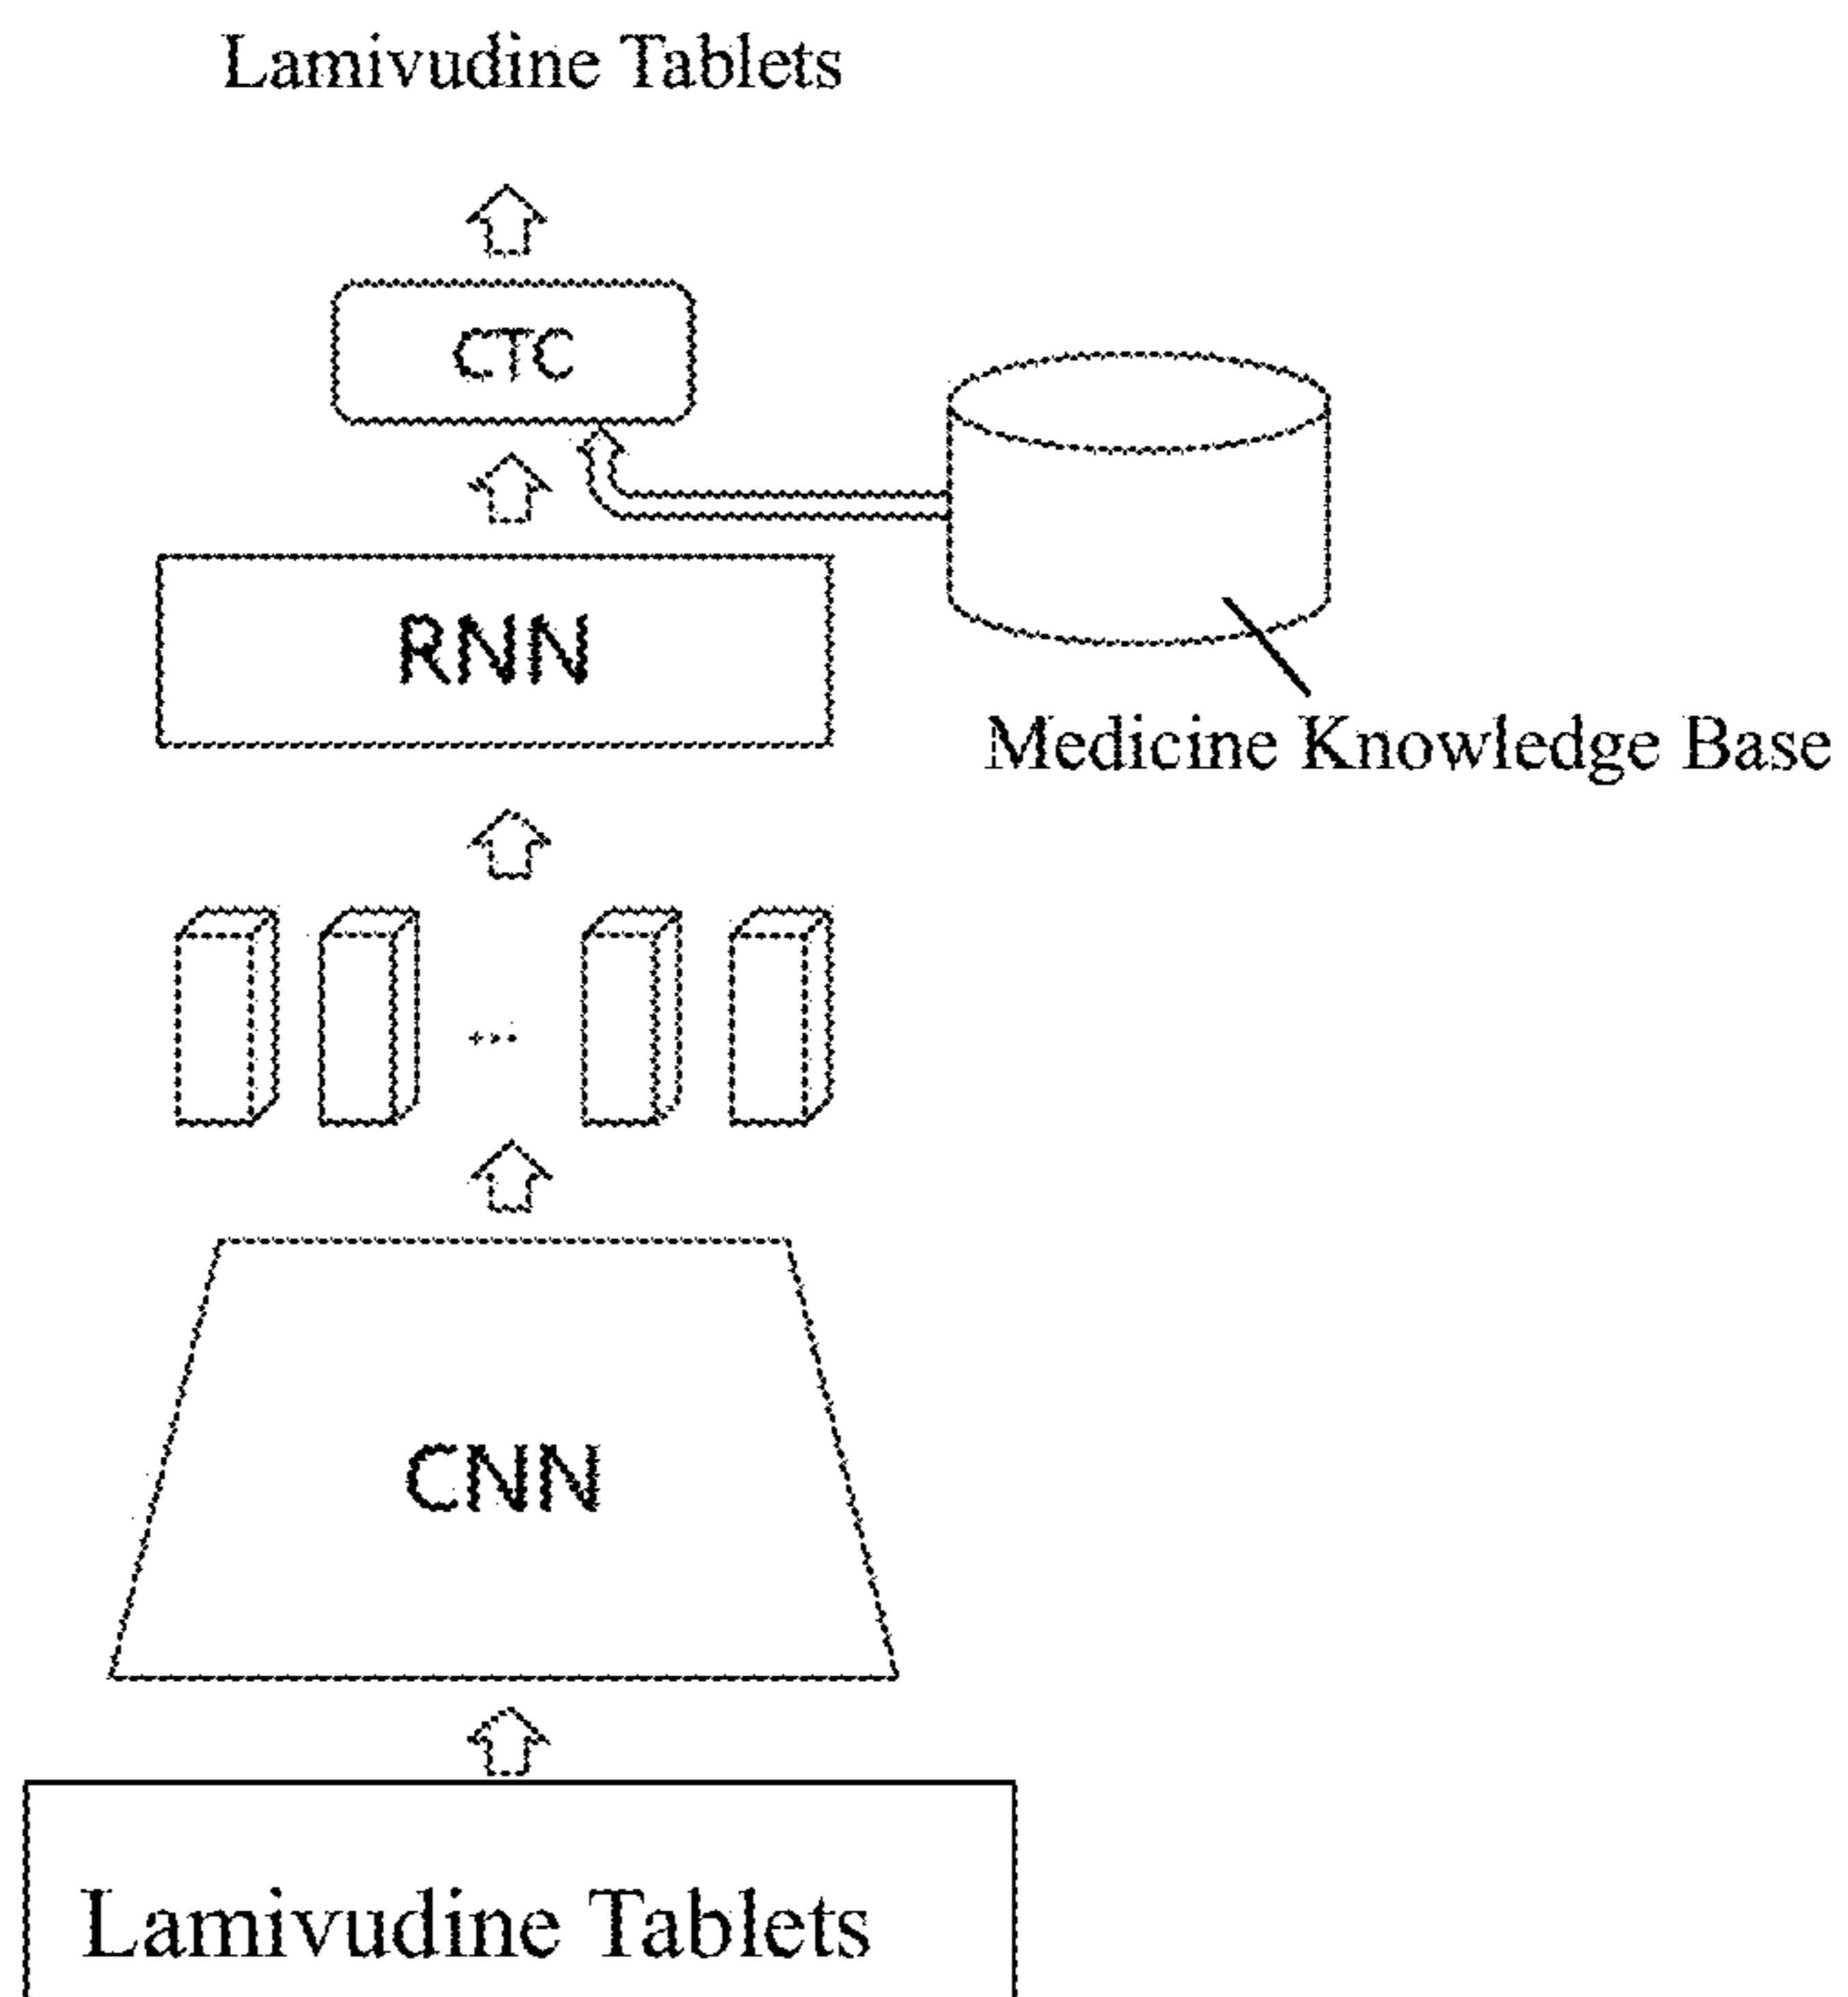 Lamivudine Tablets
CTC
RNN
Medicine Knowledge Base
...
CNN
Lamivudine Tablets